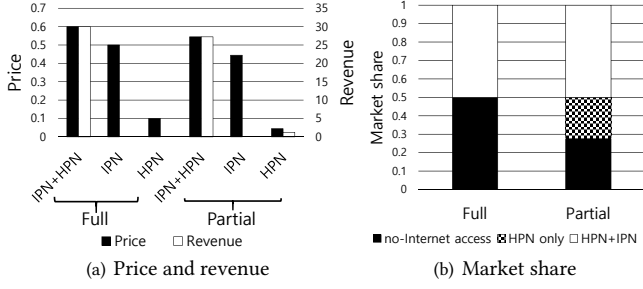 0.7
0.6
0.5
0.4
0.3
0.2
0.1
0
Price
35
30
25
20
15
10
5
0
Revenue
IPN+HPN
IPN
HPN
IPN+HPN
IPN
HPN
Full
Partial
Price
Revenue
(a) Price and revenue
1
0.9
0.8
0.7
0.6
0.5
0.4
0.3
0.2
0.1
0
Market share
Full
Partial
no-Internet access HPN only HPN+IPN
(b) Market share